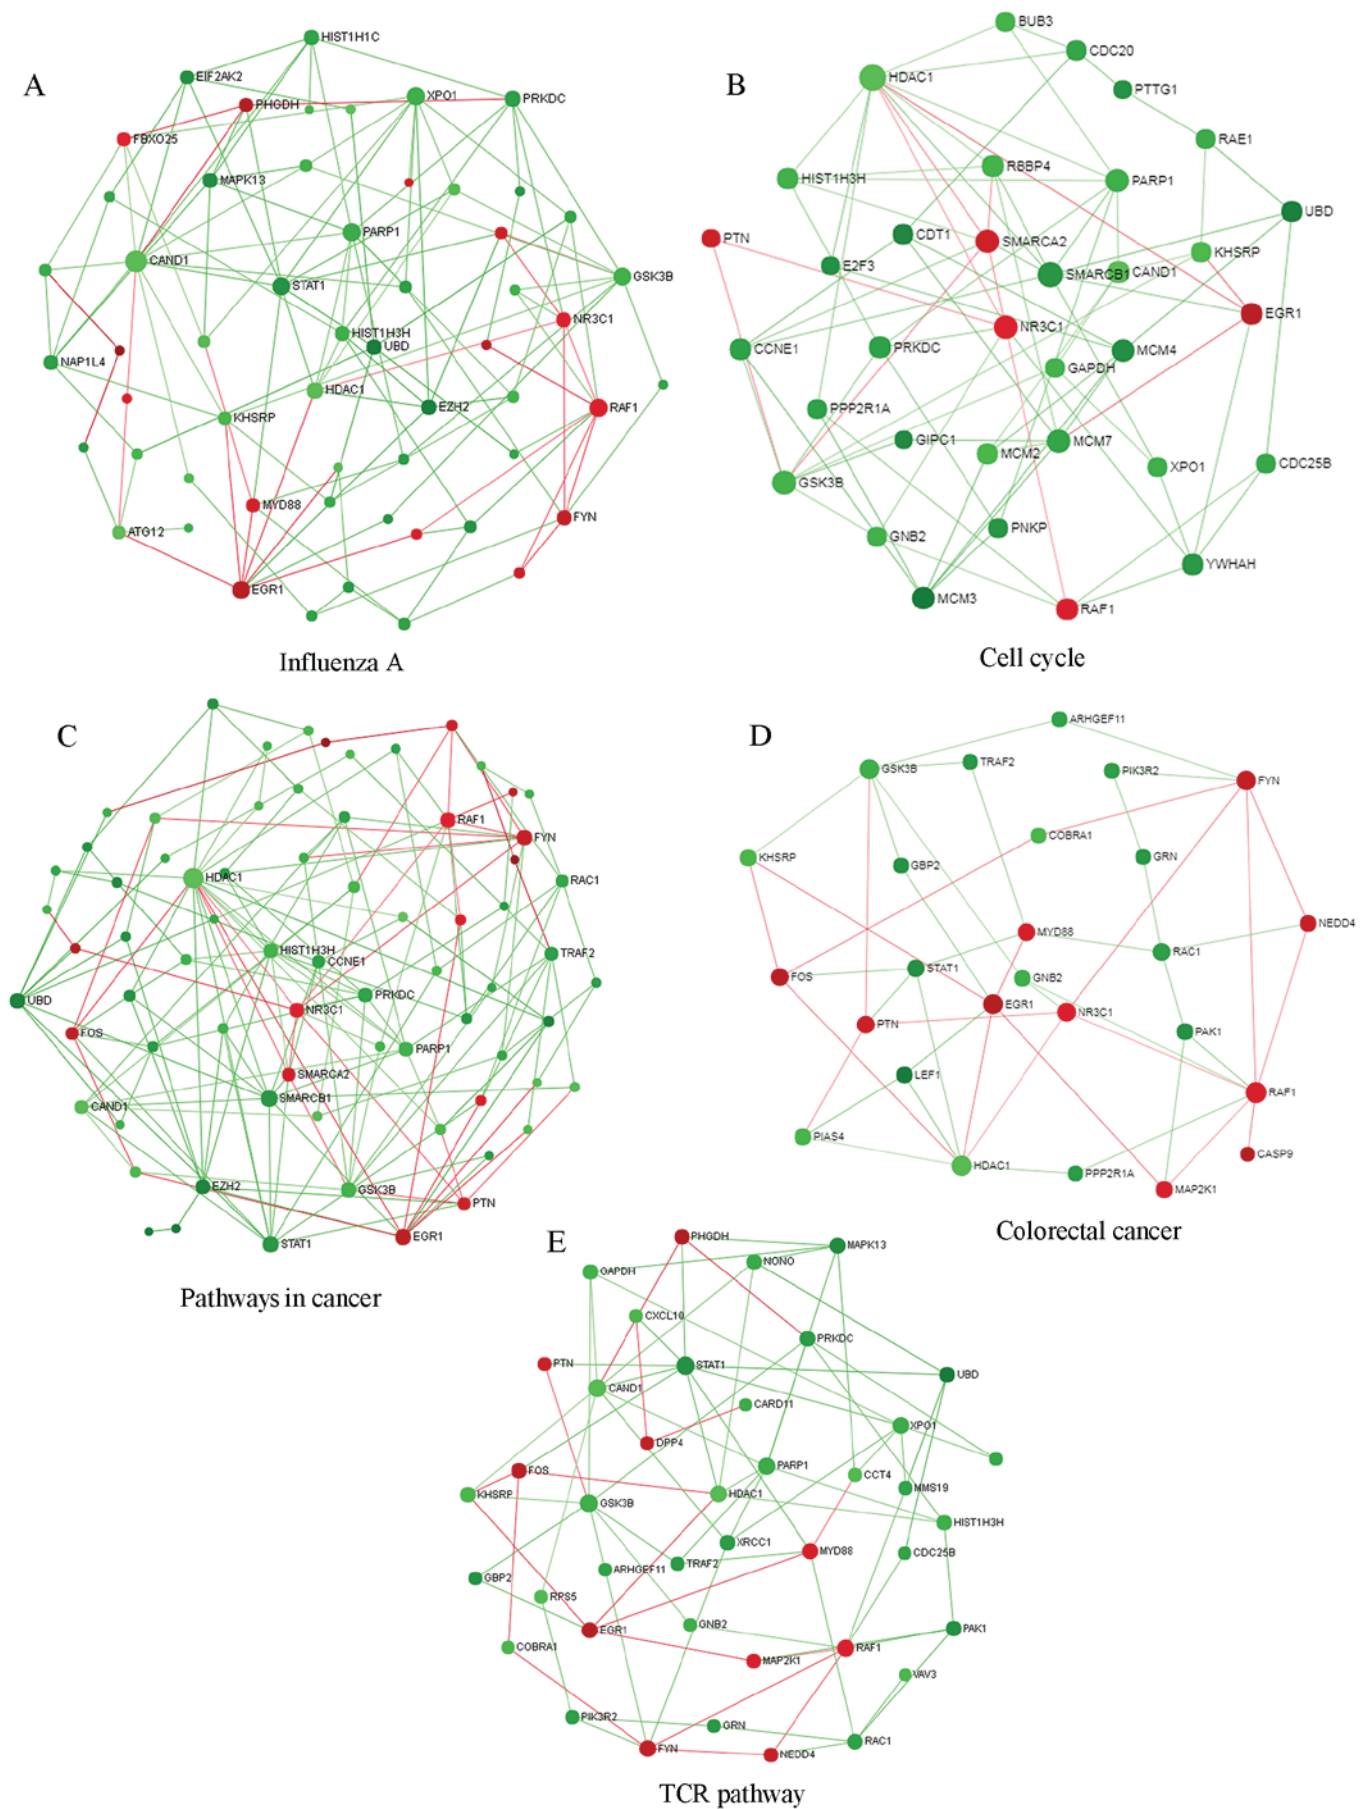 A
HIST1H1C
EIF2AK2
PHGDH
XPO1
PRKDC
FBXO25
MAPK13
PARP1
CAND1
STAT1
GSK3B
NR3C1
HIST1H3H
UBD
NAP1L4
HDAC1
EZH2
RAF1
KHSRP
MYD88
FYN
ATG12
EGR1
Influenza A
B
BUB3
CDC20
HDAC1
PTTG1
RAE1
RBBP4
HIST1H3H
PARP1
UBD
PTN
CDT1
SMARCA2
KHSRP
E2F3
SMARCB1
CAND1
EGR1
NR3C1
CCNE1
PRKDC
MCM4
GAPDH
PPP2R1A
GIPC1
MCM7
MCM2
XPO1
CDC25B
GSK3B
PNKP
GNB2
YWHAH
MCM3
RAF1
Cell cycle
C
RAF1
FYN
HDAC1
RAC1
HIST1H3H
CCNE1
TRAF2
PRKDC
UBD
NR3C1
FOS
PARP1
SMARCA2
SMARCB1
CAND1
EZH2
GSK3B
PTN
EGR1
STAT1
Pathways in cancer
D
ARHGEF11
GSK3B
TRAF2
PIK3R2
FYN
COBRA1
KHSRP
GBP2
GRN
NEDD4
MYD88
RAC1
FOS
STAT1
GNB2
EGR1
NR3C1
PTN
PAK1
LEF1
RAF1
PIAS4
CASP9
HDAC1
PPP2R1A
MAP2K1
Colorectal cancer
E
PHGDH
MAPK13
NONO
GAPDH
CXCL10
PRKDC
PTN
STAT1
UBD
CAND1
CARD11
XPO1
DPP4
FOS
PARP1
CCT4
MMS19
KHSRP
GSK3B
HDAC1
HIST1H3H
XRCC1
MYD88
CDC25B
TRAF2
ARHGEF11
GBP2
RPS5
EGR1
GNB2
PAK1
COBRA1
RAF1
MAP2K1
VAV3
PIK3R2
GRN
RAC1
FYN
NEDD4
TCR pathway